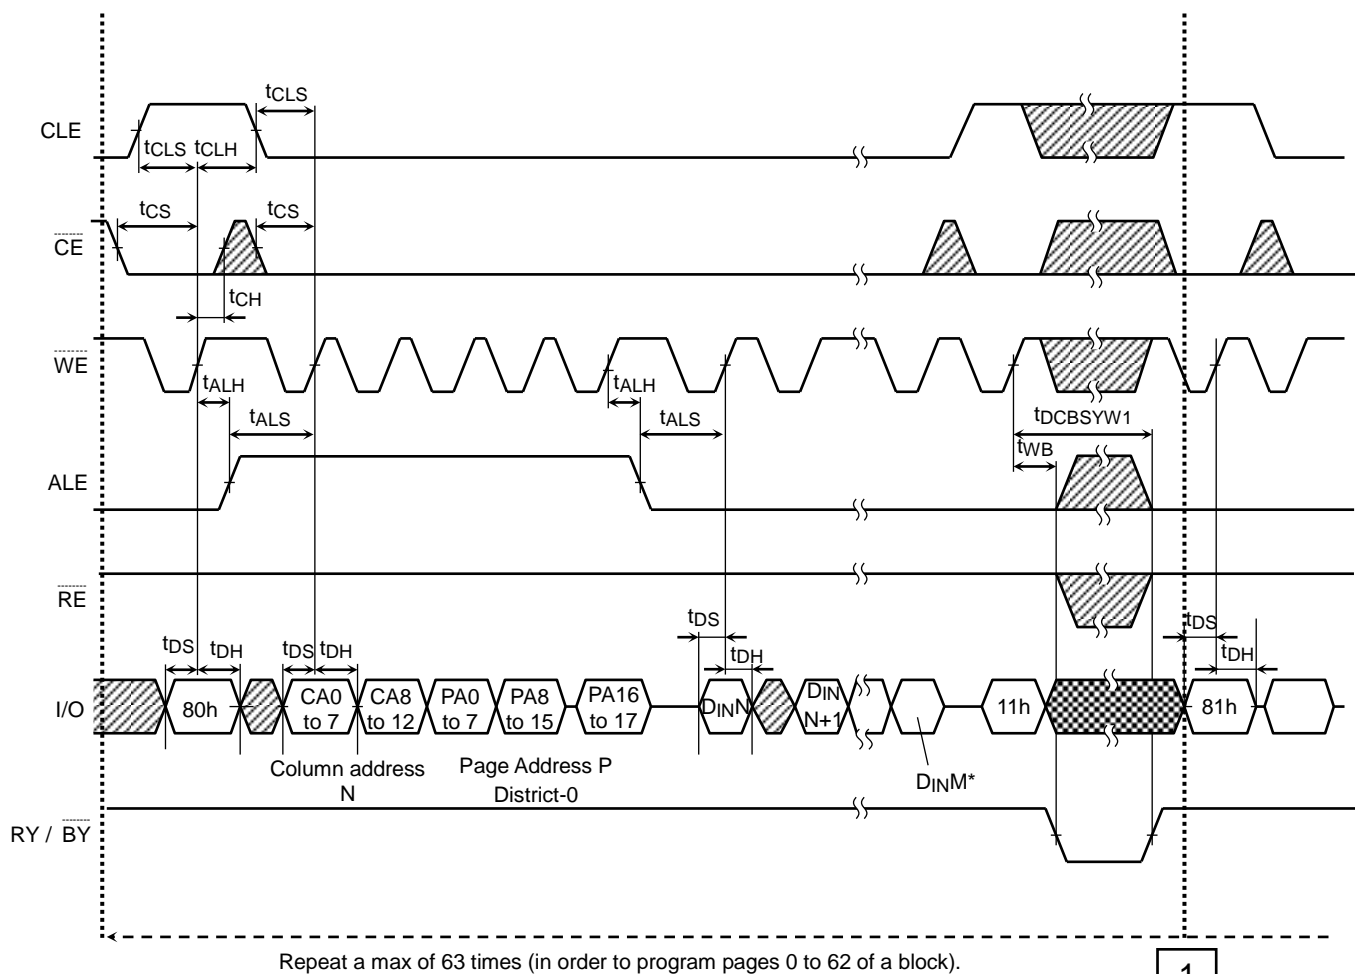 tCLS
CLE
tCLS tCLH
tCS tCS
CE
tCH
WE
tALH tALH
tALS tALS
tDCBSYW1
tWB
ALE
RE
tDS tDH tDS tDH tDS tDH tDS tDH
I/O
80h
CA0 to 7
CA8 to 12
PA0 to 7
PA8 to 15
PA16 to 17
DINN
DIN N+1
11h
81h
Column address N
Page Address P District-0
DINM*
RY / BY
Repeat a max of 63 times (in order to program pages 0 to 62 of a block).
1